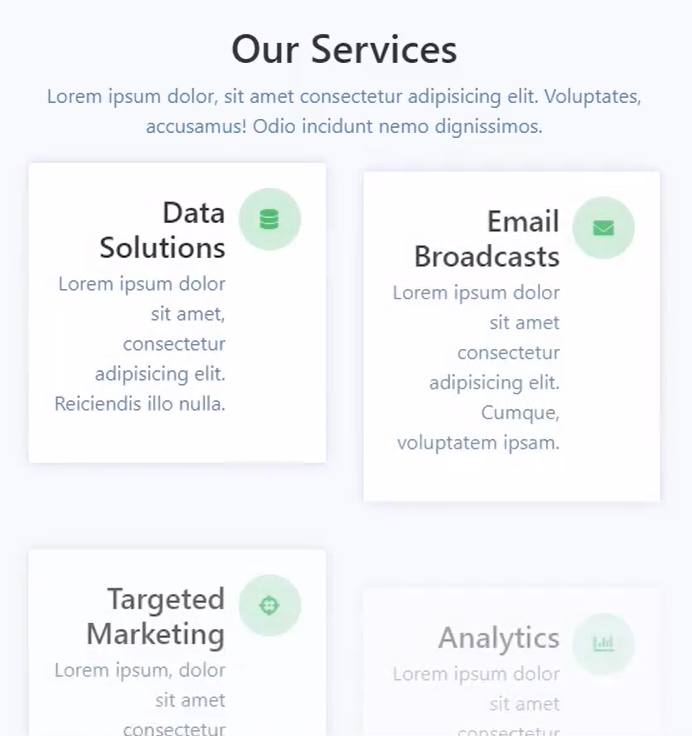 Our Services
Lorem ipsum dolor, sit amet consectetur adipisicing elit. Voluptates,
accusamus! Odio incidunt nemo dignissimos.
Data
Solutions
Lorem ipsum dolor
sit amet,
consectetur
adipisicing elit.
Reiciendis illo nulla.
Email
Broadcasts
Lorem ipsum dolor
sit amet
consectetur
adipisicing elit.
Cumque,
voluptatem ipsam.
Targeted
Marketing
Lorem ipsum, dolor
sit amet
consectetur
Analytics
Lorem ipsum dolor
sit amet
consectetur